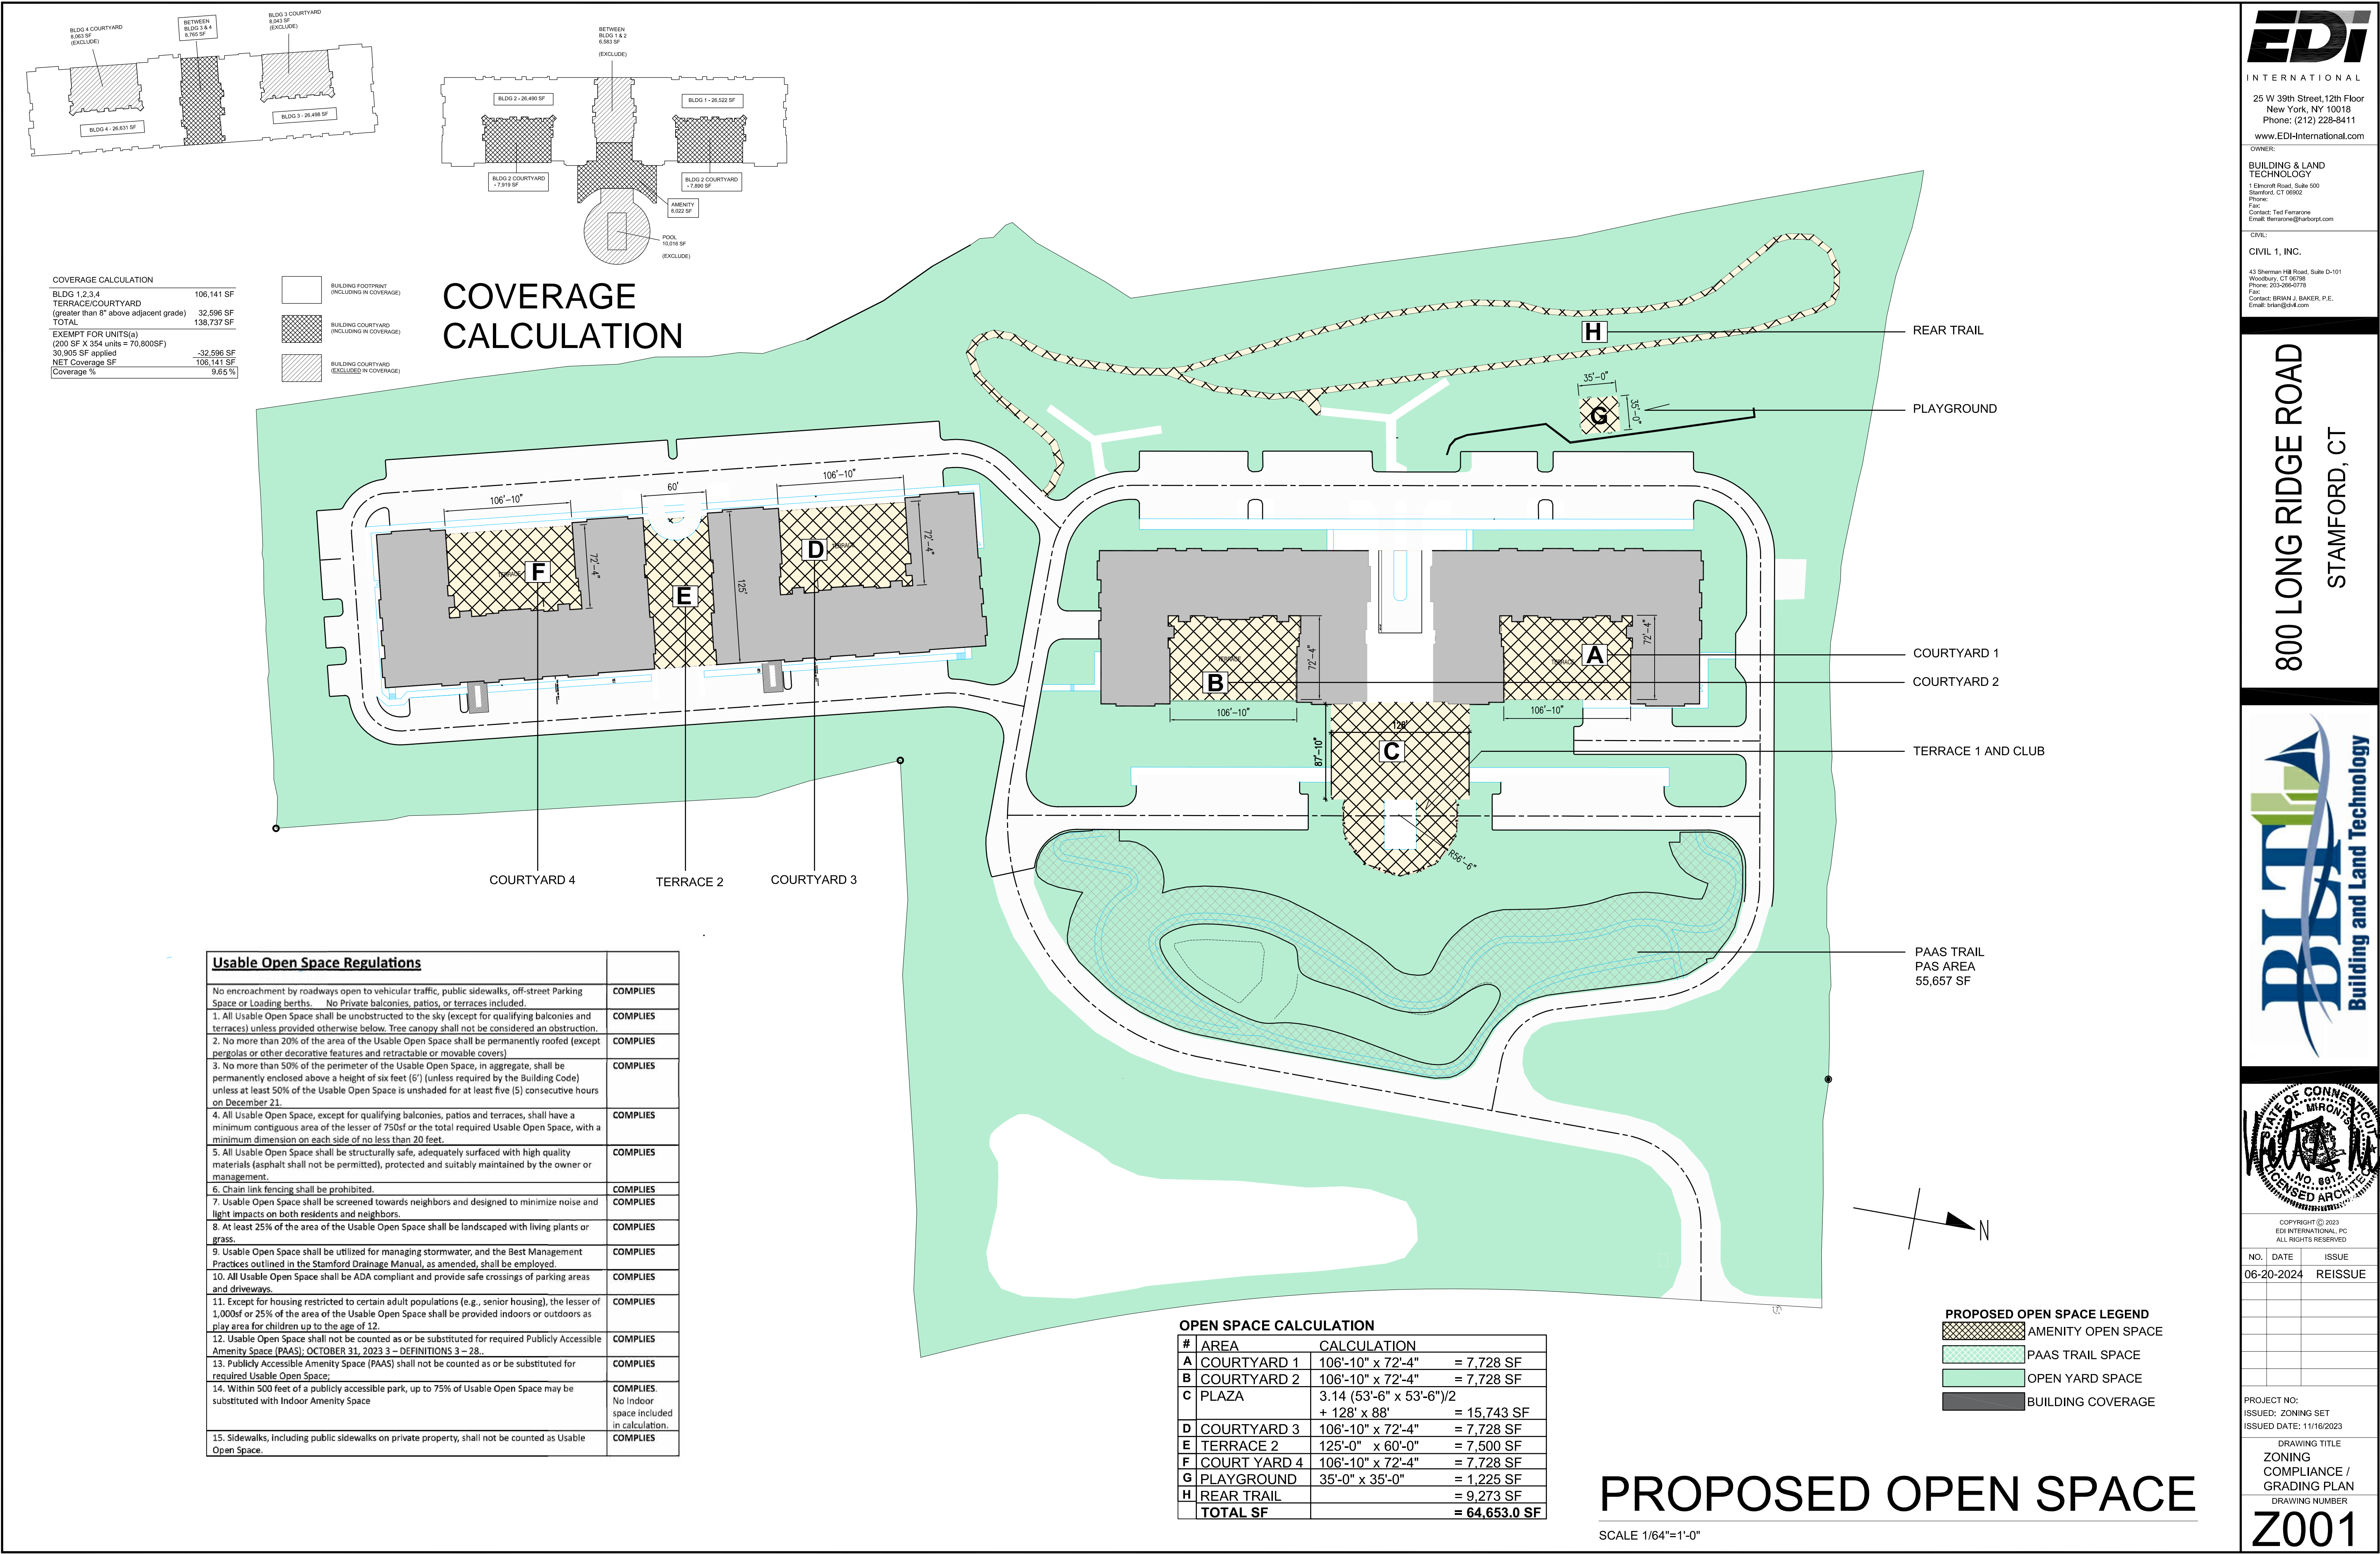 BLDG 4 COURTYARD
8,063 SF
(EXCLUDE)
BETWEEN
BLDG 3 & 4
8,765 SF
BLDG 3 COURTYARD
8,043 SF
(EXCLUDE)
BLDG 4 - 26,631 SF
BLDG 3 - 26,498 SF
BETWEEN
BLDG 1 & 2
6,583 SF
(EXCLUDE)
BLDG 2 - 26,490 SF
BLDG 1 - 26,522 SF
BLDG 2 COURTYARD
- 7,919 SF
BLDG 2 COURTYARD
- 7,890 SF
AMENITY
8,022 SF
POOL
10,016 SF
(EXCLUDE)
COVERAGE CALCULATION
BLDG 1,2,3,4 106,141 SF
TERRACE/COURTYARD
(greater than 8" above adjacent grade) 32,596 SF
TOTAL 138,737 SF
EXEMPT FOR UNITS(a)
(200 SF X 354 units = 70,800SF)
30,905 SF applied -32,596 SF
NET Coverage SF 106,141 SF
Coverage % 9.65 %
BUILDING FOOTPRINT
(INCLUDING IN COVERAGE)
BUILDING COURTYARD
(INCLUDING IN COVERAGE)
BUILDING COURTYARD
(EXCLUDED IN COVERAGE)
COVERAGE
CALCULATION
H
REAR TRAIL
35'-0"
35'-0"
G
PLAYGROUND
106'-10"
60'
106'-10"
72'-4"
72'-4"
125'
TERRACE
F
E
D
TERRACE
TERRACE
B
72'-4"
106'-10"
TERRACE
A
72'-4"
106'-10"
COURTYARD 1
COURTYARD 2
128'
87'-10"
C
R56'-6"
TERRACE 1 AND CLUB
COURTYARD 4
TERRACE 2
COURTYARD 3
PAAS TRAIL
PAS AREA
55,657 SF
N
Usable Open Space Regulations
No encroachment by roadways open to vehicular traffic, public sidewalks, off-street Parking
Space or Loading berths. No Private balconies, patios, or terraces included.
COMPLIES
1. All Usable Open Space shall be unobstructed to the sky (except for qualifying balconies and
terraces) unless provided otherwise below. Tree canopy shall not be considered an obstruction.
COMPLIES
2. No more than 20% of the area of the Usable Open Space shall be permanently roofed (except
pergolas or other decorative features and retractable or movable covers)
COMPLIES
3. No more than 50% of the perimeter of the Usable Open Space, in aggregate, shall be
permanently enclosed above a height of six feet (6') (unless required by the Building Code)
unless at least 50% of the Usable Open Space is unshaded for at least five (5) consecutive hours
on December 21.
COMPLIES
4. All Usable Open Space, except for qualifying balconies, patios and terraces, shall have a
minimum contiguous area of the lesser of 750sf or the total required Usable Open Space, with a
minimum dimension on each side of no less than 20 feet.
COMPLIES
5. All Usable Open Space shall be structurally safe, adequately surfaced with high quality
materials (asphalt shall not be permitted), protected and suitably maintained by the owner or
management.
COMPLIES
6. Chain link fencing shall be prohibited.
COMPLIES
7. Usable Open Space shall be screened towards neighbors and designed to minimize noise and
light impacts on both residents and neighbors.
COMPLIES
8. At least 25% of the area of the Usable Open Space shall be landscaped with living plants or
grass.
COMPLIES
9. Usable Open Space shall be utilized for managing stormwater, and the Best Management
Practices outlined in the Stamford Drainage Manual, as amended, shall be employed.
COMPLIES
10. All Usable Open Space shall be ADA compliant and provide safe crossings of parking areas
and driveways.
COMPLIES
11. Except for housing restricted to certain adult populations (e.g., senior housing), the lesser of
1,000sf or 25% of the area of the Usable Open Space shall be provided indoors or outdoors as
play area for children up to the age of 12.
COMPLIES
12. Usable Open Space shall not be counted as or be substituted for required Publicly Accessible
Amenity Space (PAAS); OCTOBER 31, 2023 3 – DEFINITIONS 3 – 28..
COMPLIES
13. Publicly Accessible Amenity Space (PAAS) shall not be counted as or be substituted for
required Usable Open Space;
COMPLIES
14. Within 500 feet of a publicly accessible park, up to 75% of Usable Open Space may be
substituted with Indoor Amenity Space
COMPLIES.
No Indoor
space included
in calculation.
15. Sidewalks, including public sidewalks on private property, shall not be counted as Usable
Open Space.
COMPLIES
OPEN SPACE CALCULATION
# AREA CALCULATION
A COURTYARD 1 106'-10" x 72'-4" = 7,728 SF
B COURTYARD 2 106'-10" x 72'-4" = 7,728 SF
C PLAZA 3.14 (53'-6" x 53'-6")/2
+ 128' x 88' = 15,743 SF
D COURTYARD 3 106'-10" x 72'-4" = 7,728 SF
E TERRACE 2 125'-0" x 60'-0" = 7,500 SF
F COURT YARD 4 106'-10" x 72'-4" = 7,728 SF
G PLAYGROUND 35'-0" x 35'-0" = 1,225 SF
H REAR TRAIL = 9,273 SF
TOTAL SF = 64,653.0 SF
PROPOSED OPEN SPACE LEGEND
AMENITY OPEN SPACE
PAAS TRAIL SPACE
OPEN YARD SPACE
BUILDING COVERAGE
PROPOSED OPEN SPACE
SCALE 1/64"=1'-0"
EDI
INTERNATIONAL
25 W 39th Street,12th Floor
New York, NY 10018
Phone: (212) 228-8411
www.EDI-International.com
OWNER:
BUILDING & LAND
TECHNOLOGY
1 Elmcroft Road, Suite 500
Stamford, CT 06902
Phone:
Fax:
Contact: Ted Ferrarone
Email: tferrarone@harborpt.com
CIVIL:
CIVIL 1, INC.
43 Sherman Hill Road, Suite D-101
Woodbury, CT 06798
Phone: 203-266-0778
Fax:
Contact: BRIAN J. BAKER, P.E.
Email: brian@civil.com
800 LONG RIDGE ROAD
STAMFORD, CT
BLT
Building and Land Technology
STATE OF CONNECTICUT
NO. 6912
LICENSED ARCHITECT
COPYRIGHT © 2023
EDI INTERNATIONAL, PC
ALL RIGHTS RESERVED
NO. DATE ISSUE
06-20-2024 REISSUE
PROJECT NO:
ISSUED: ZONING SET
ISSUED DATE: 11/16/2023
DRAWING TITLE
ZONING
COMPLIANCE /
GRADING PLAN
DRAWING NUMBER
Z001